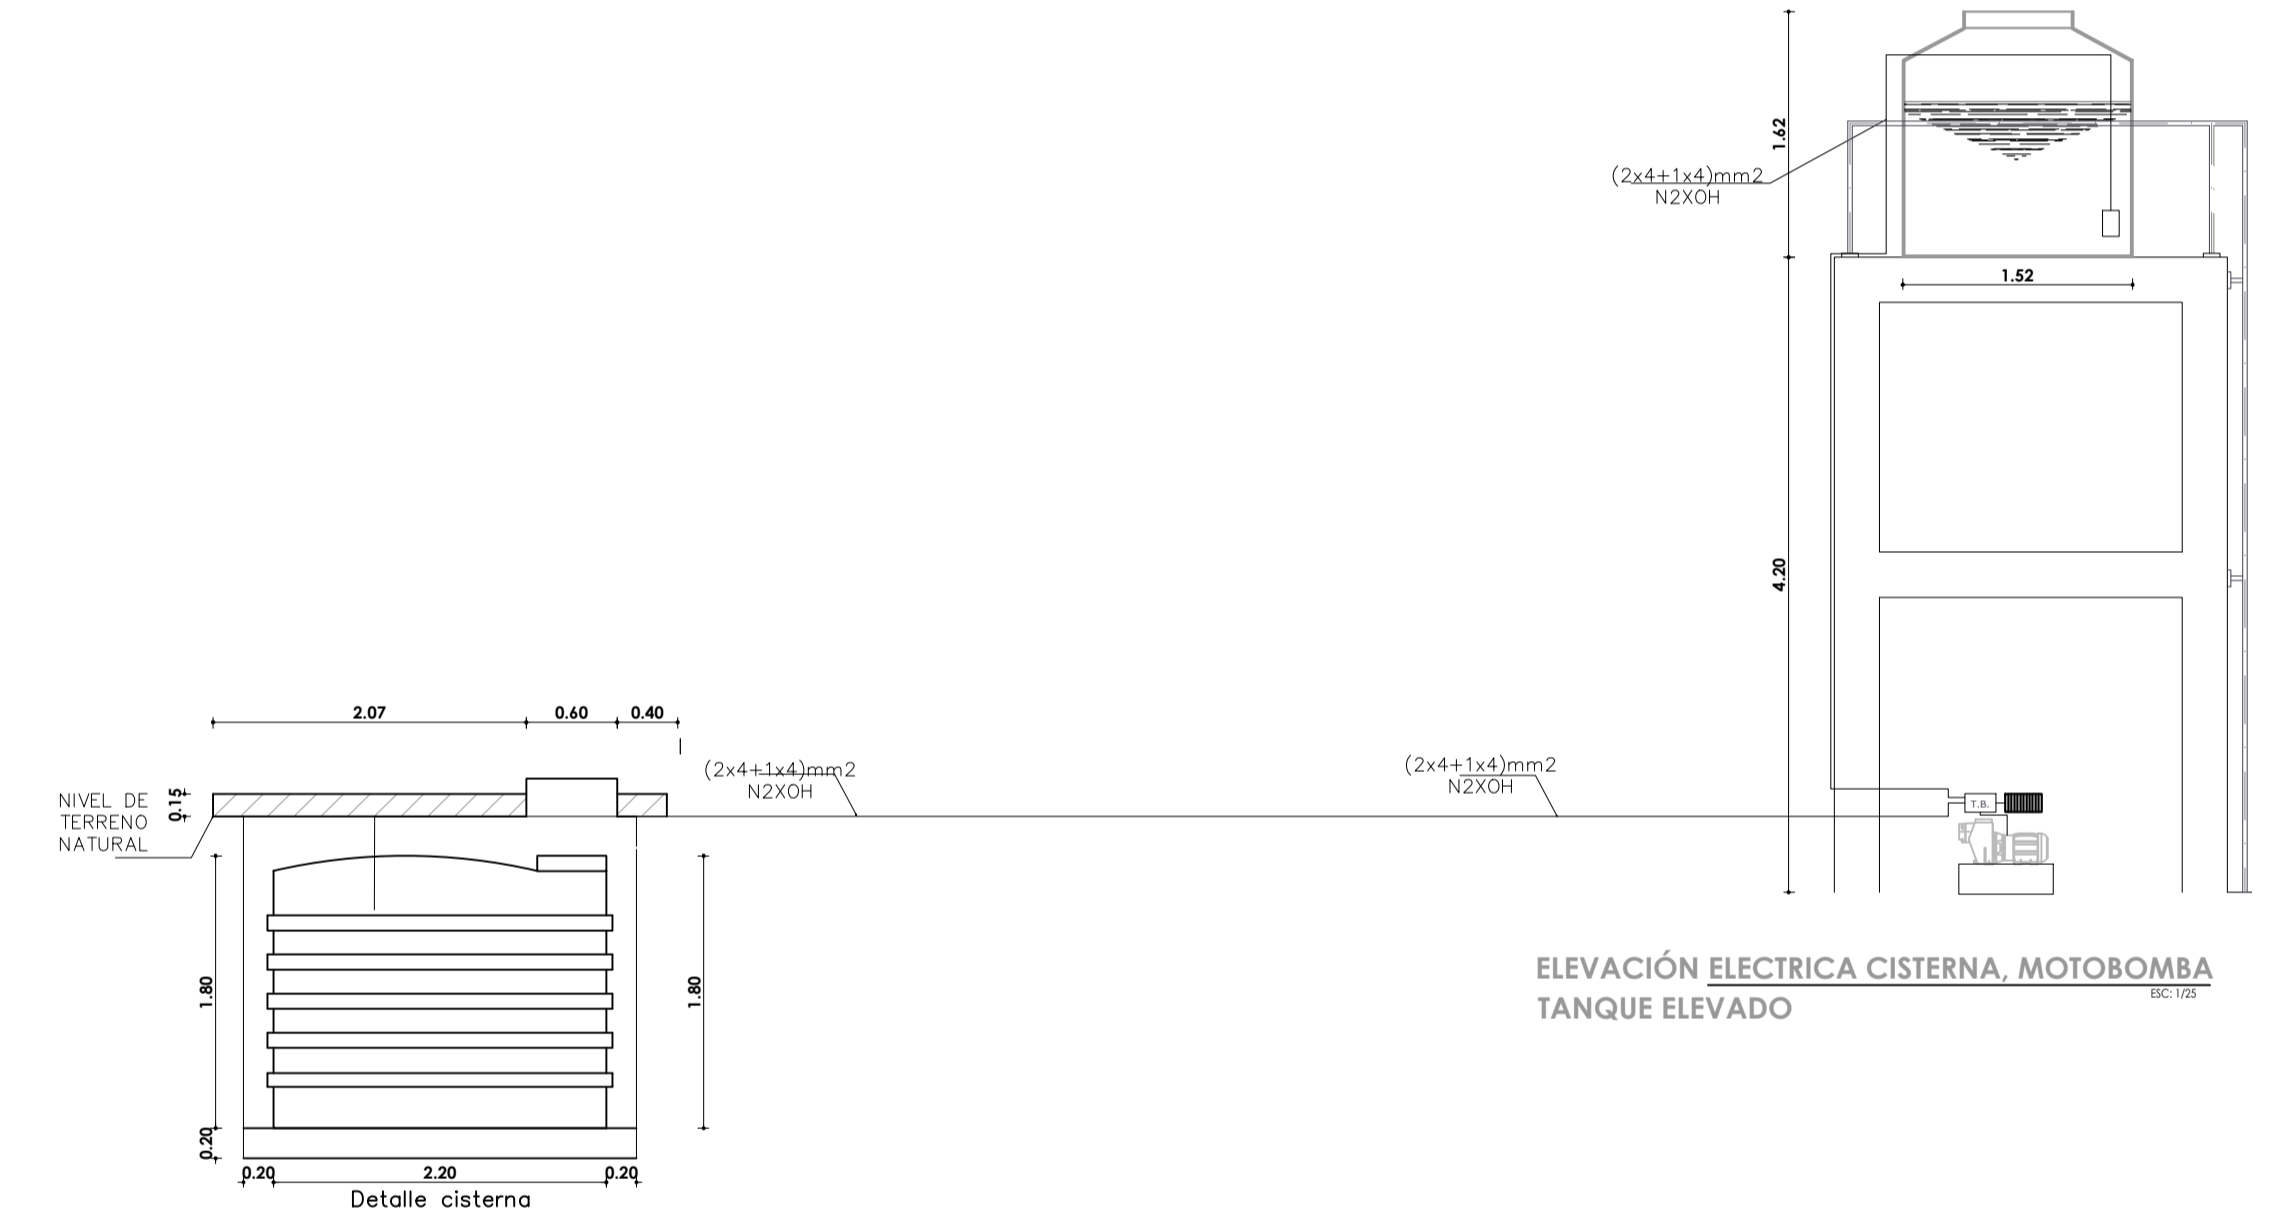 1.62
(2x4+1x4)mm2
N2XOH
1.52
4.20
2.07
0.60
0.40
(2x4+1x4)mm2
N2XOH
(2x4+1x4)mm2
N2XOH
NIVEL DE
TERRENO
NATURAL
0.15
T.B.
ELEVACIÓN ELECTRICA CISTERNA, MOTOBOMBA
ESC: 1/25
TANQUE ELEVADO
1.80
1.80
0.20
0.20
2.20
0.20
Detalle cisterna